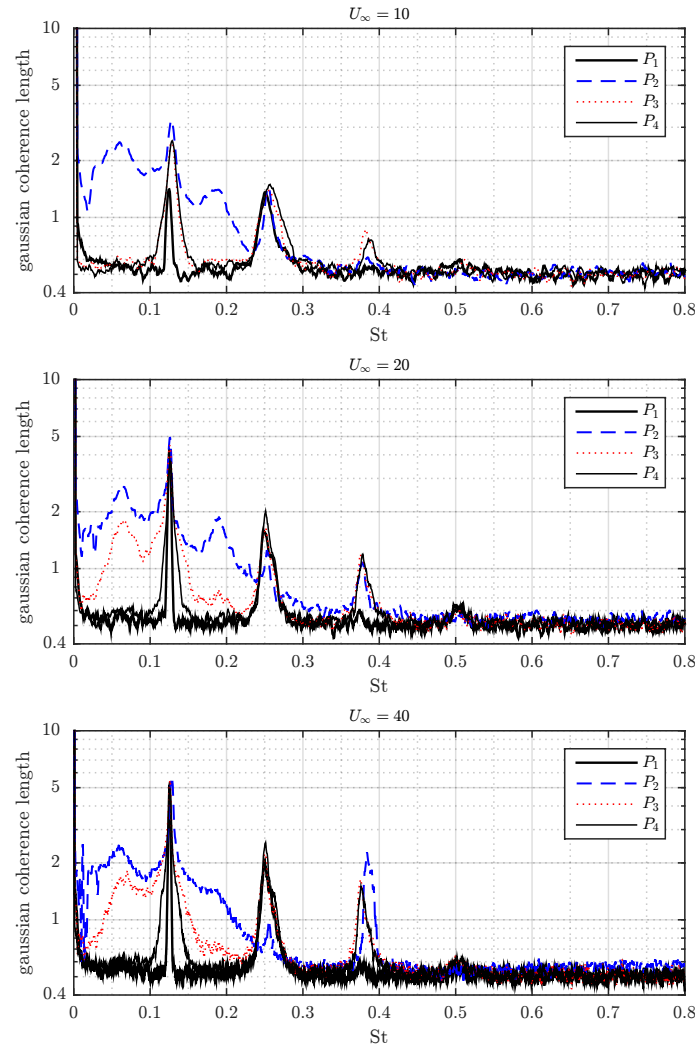 U∞ = 10
10
5
2
1
0.4
gaussian coherence length
P1
P2
P3
P4
0 0.1 0.2 0.3 0.4 0.5 0.6 0.7 0.8
St
U∞ = 20
10
5
2
1
0.4
gaussian coherence length
P1
P2
P3
P4
0 0.1 0.2 0.3 0.4 0.5 0.6 0.7 0.8
St
U∞ = 40
10
5
2
1
0.4
gaussian coherence length
P1
P2
P3
P4
0 0.1 0.2 0.3 0.4 0.5 0.6 0.7 0.8
St